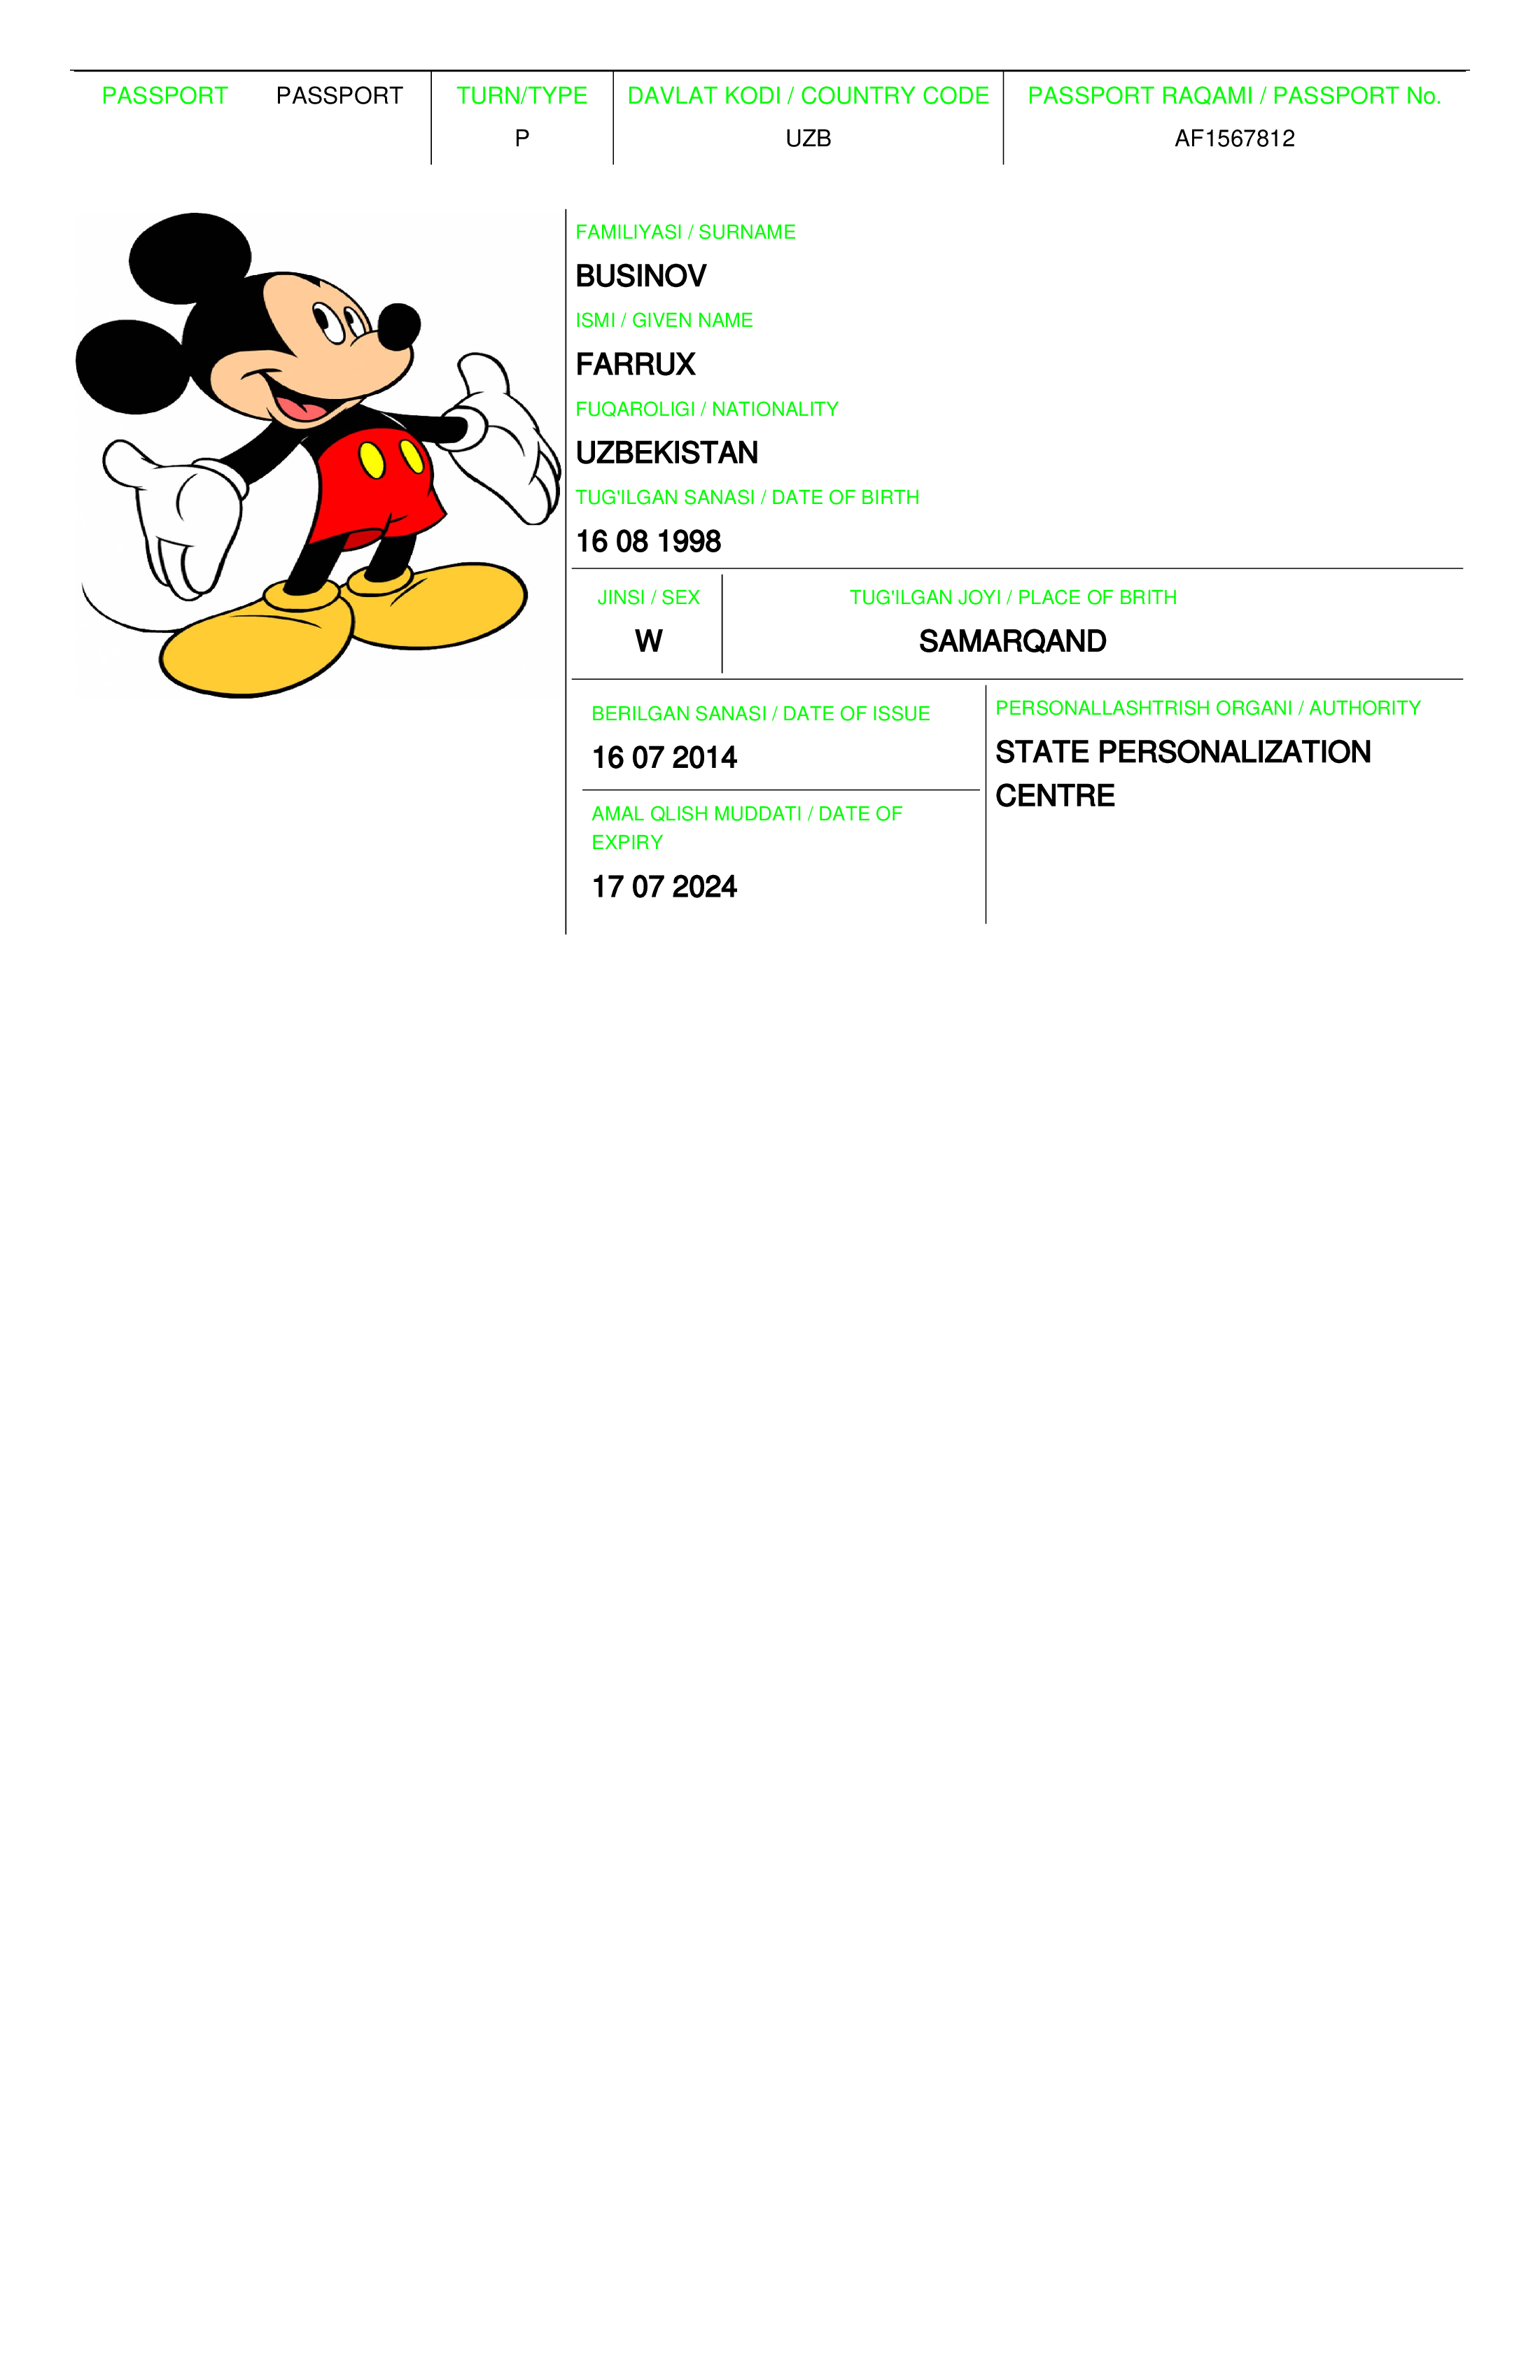 PASSPORT PASSPORT TURN/TYPE DAVLAT KODI / COUNTRY CODE PASSPORT RAQAMI / PASSPORT No.
P UZB AF1567812
FAMILIYASI / SURNAME
BUSINOV
ISMI / GIVEN NAME
FARRUX
FUQAROLIGI / NATIONALITY
UZBEKISTAN
TUG'ILGAN SANASI / DATE OF BIRTH
16 08 1998
JINSI / SEX TUG'ILGAN JOYI / PLACE OF BRITH
W SAMARQAND
BERILGAN SANASI / DATE OF ISSUE
16 07 2014
AMAL QLISH MUDDATI / DATE OF
EXPIRY
17 07 2024
PERSONALLASHTRISH ORGANI / AUTHORITY
STATE PERSONALIZATION
CENTRE